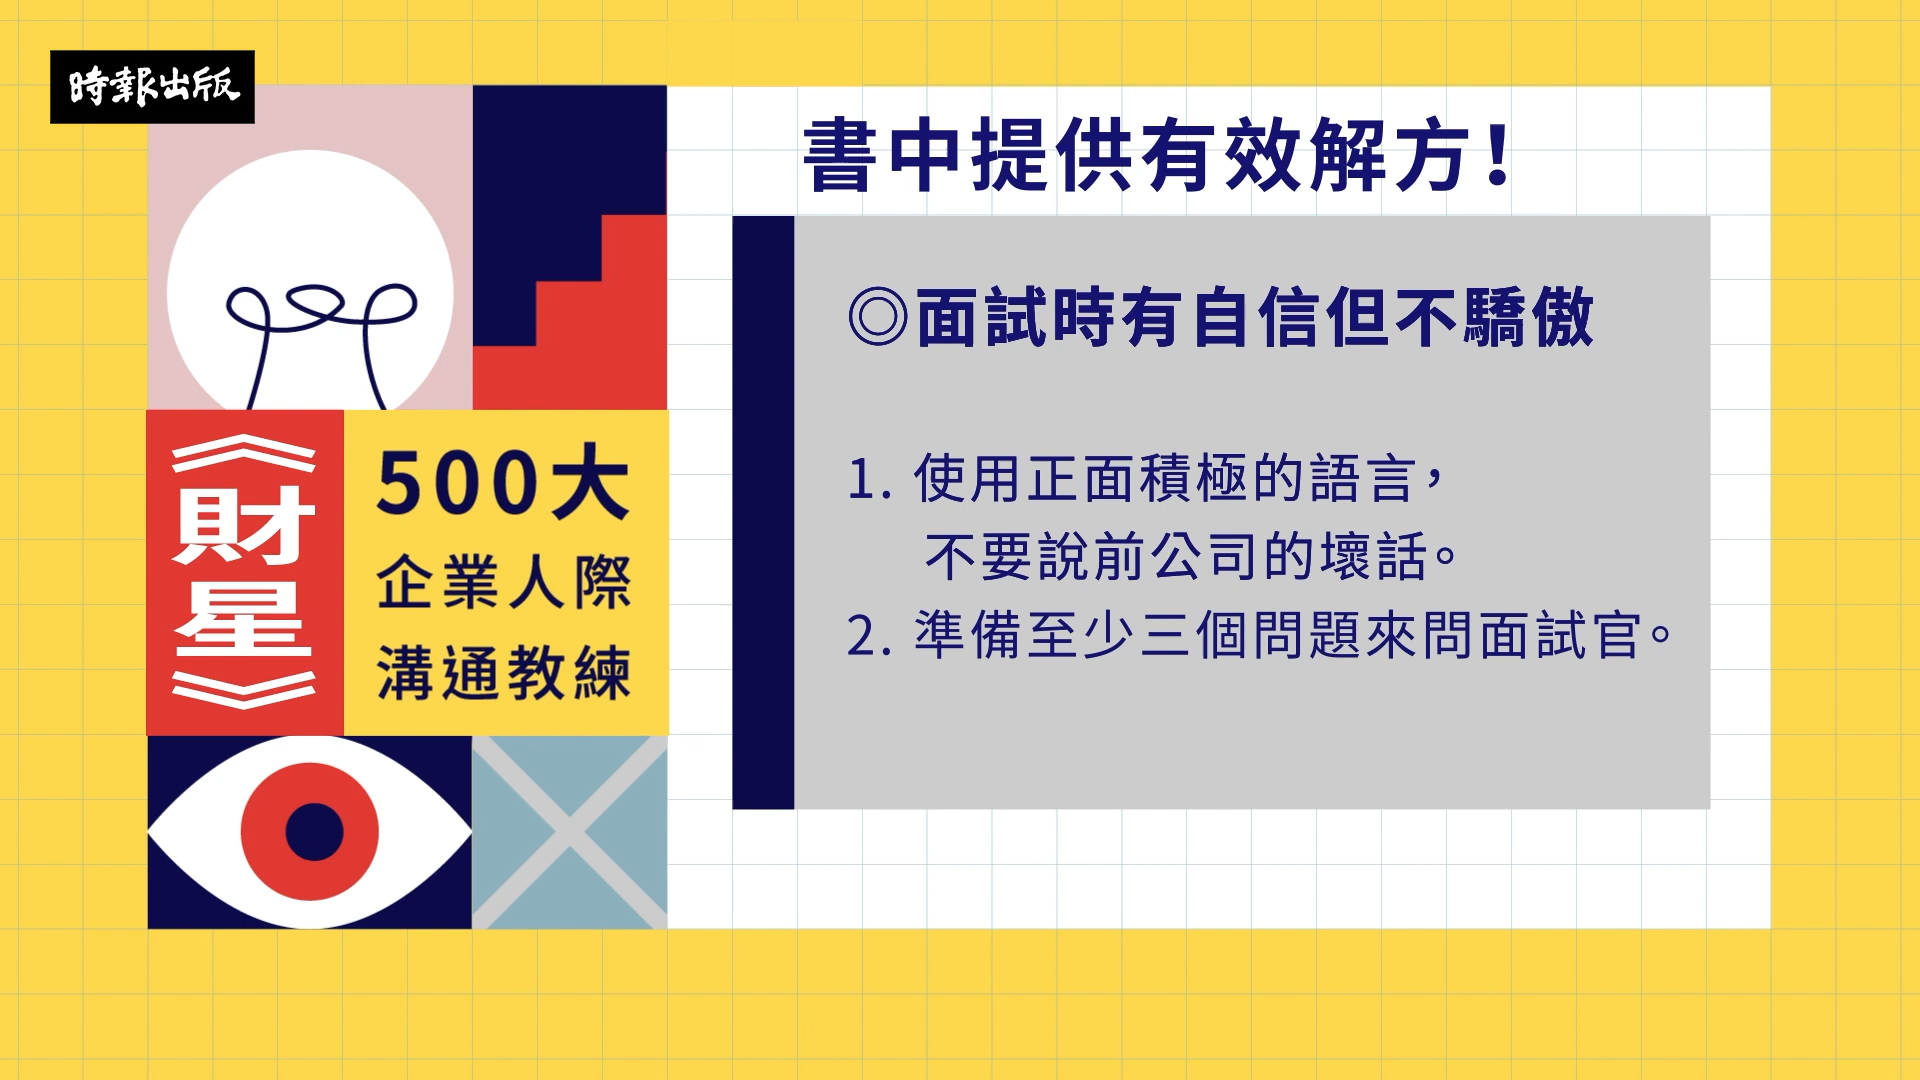 時報出版
書中提供有效解方!
◎面試時有自信但不驕傲
1. 使用正面積極的語言,
不要說前公司的壞話。
2. 準備至少三個問題來問面試官。
《財星》
500大
企業人際
溝通教練